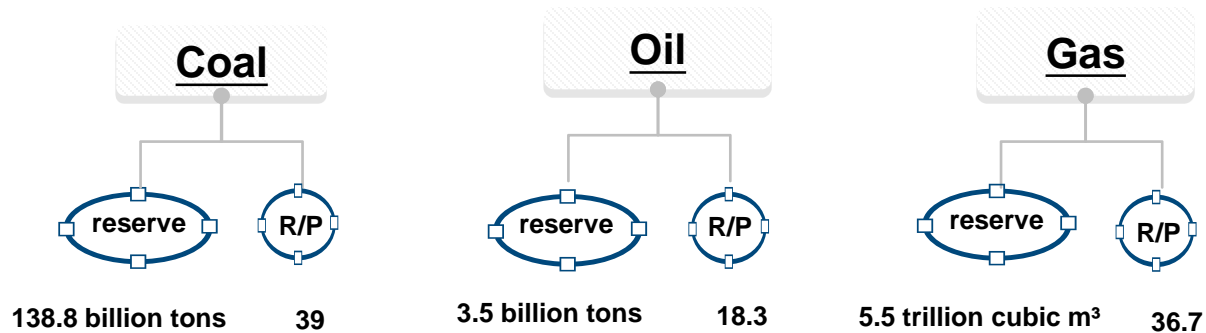 Coal
Oil
Gas
reserve
R/P
reserve
R/P
reserve
R/P
138.8 billion tons
39
3.5 billion tons
18.3
5.5 trillion cubic m³
36.7